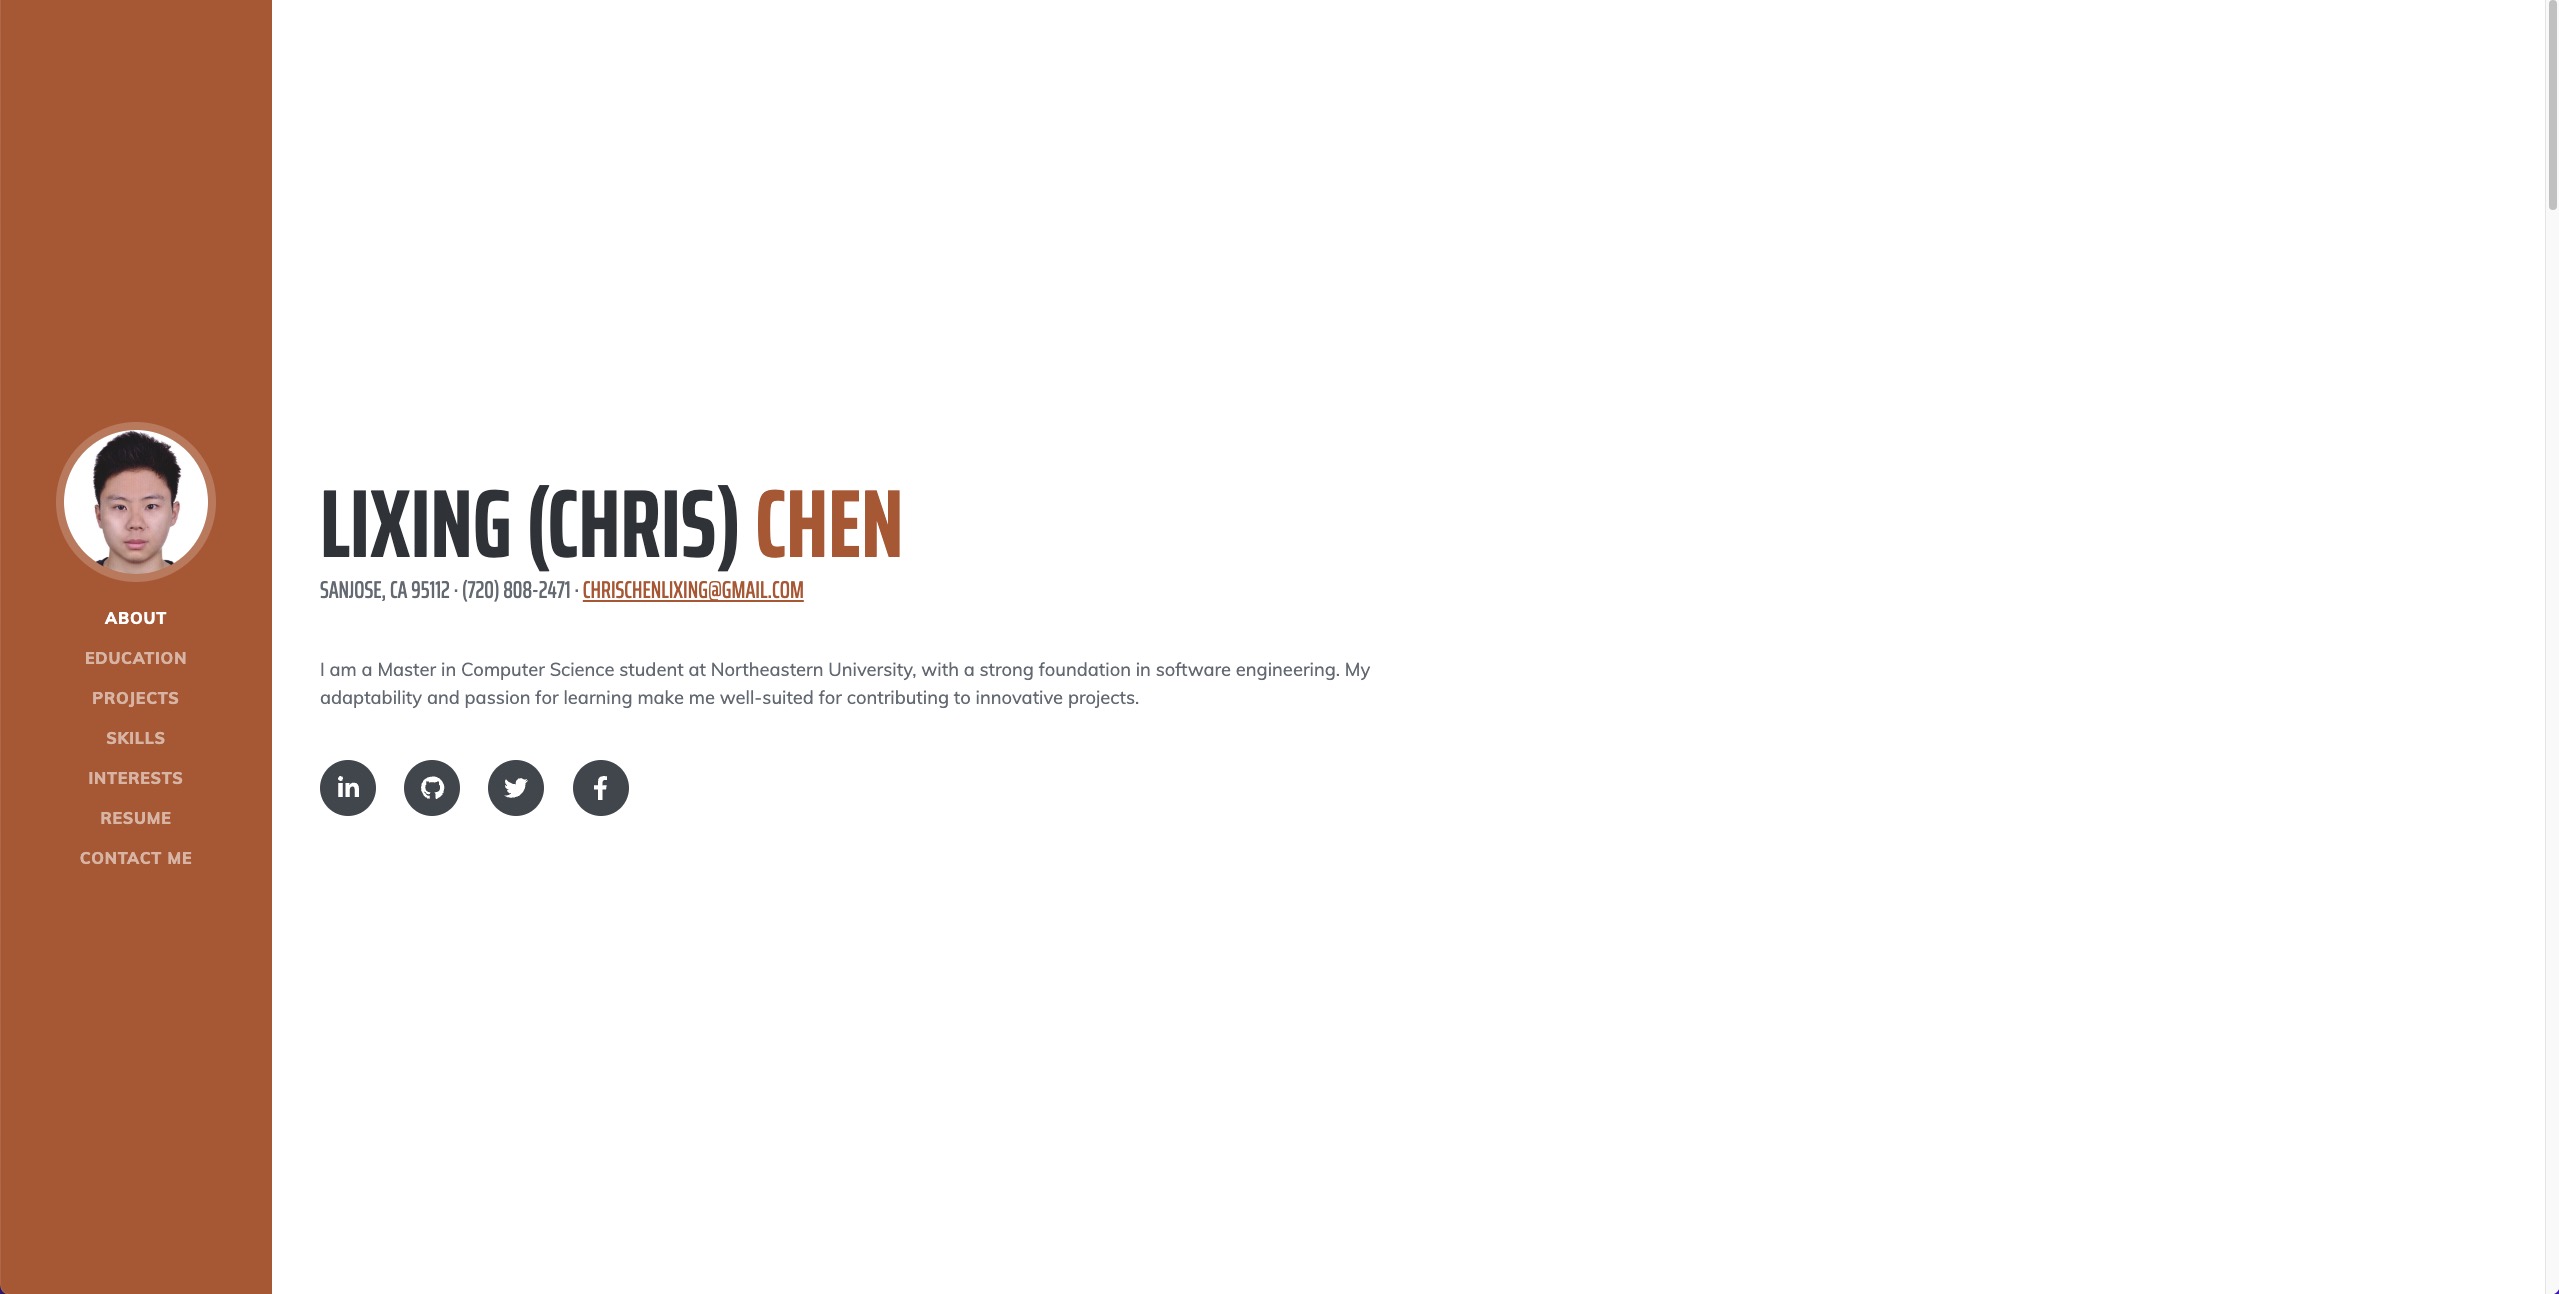 ABOUT
EDUCATION
PROJECTS
SKILLS
INTERESTS
RESUME
CONTACT ME
LIXING (CHRIS) CHEN
SANJOSE, CA 95112 · (720) 808-2471 · CHRISCHENLIXING@GMAIL.COM
I am a Master in Computer Science student at Northeastern University, with a strong foundation in software engineering. My
adaptability and passion for learning make me well-suited for contributing to innovative projects.
in